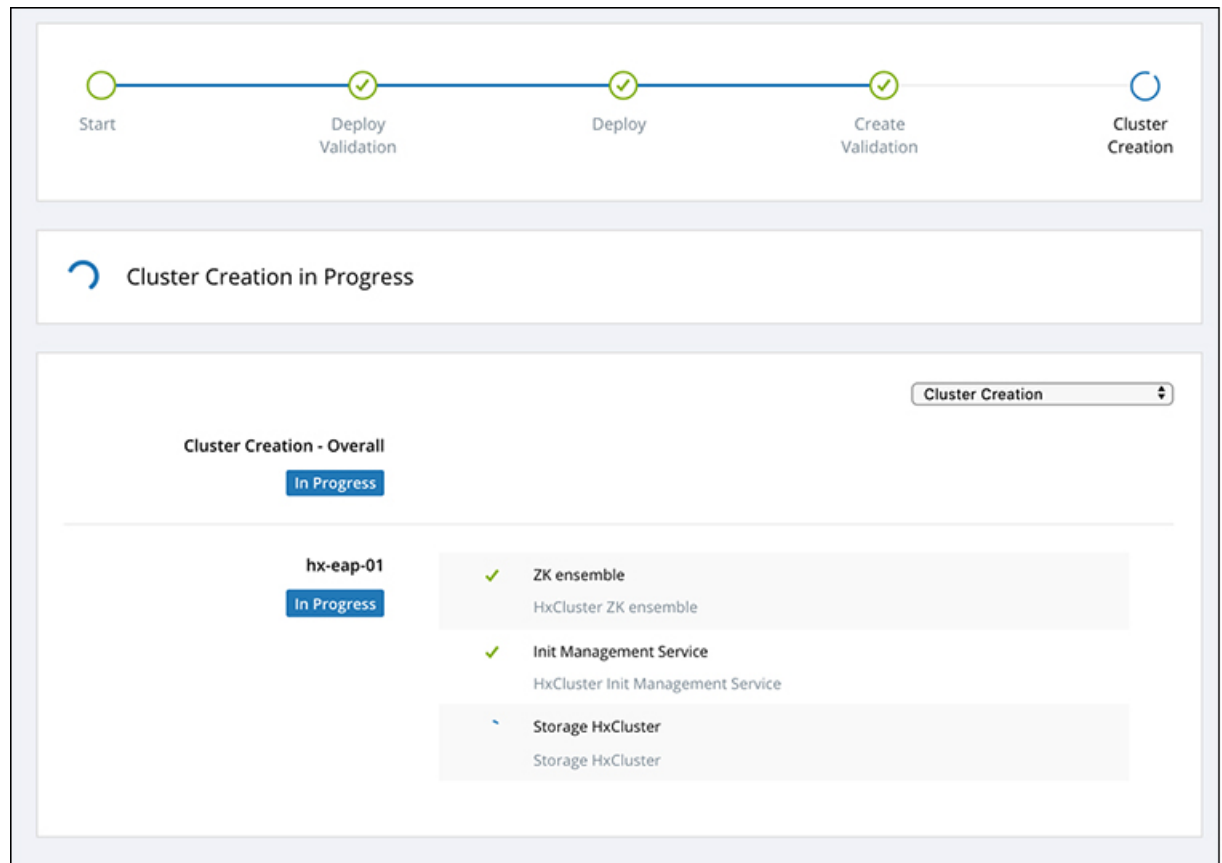 Start
Deploy
Validation
Deploy
Create
Validation
Cluster
Creation
Cluster Creation in Progress
Cluster Creation
Cluster Creation - Overall
In Progress
hx-eap-01
In Progress
ZK ensemble
HxCluster ZK ensemble
Init Management Service
HxCluster Init Management Service
Storage HxCluster
Storage HxCluster